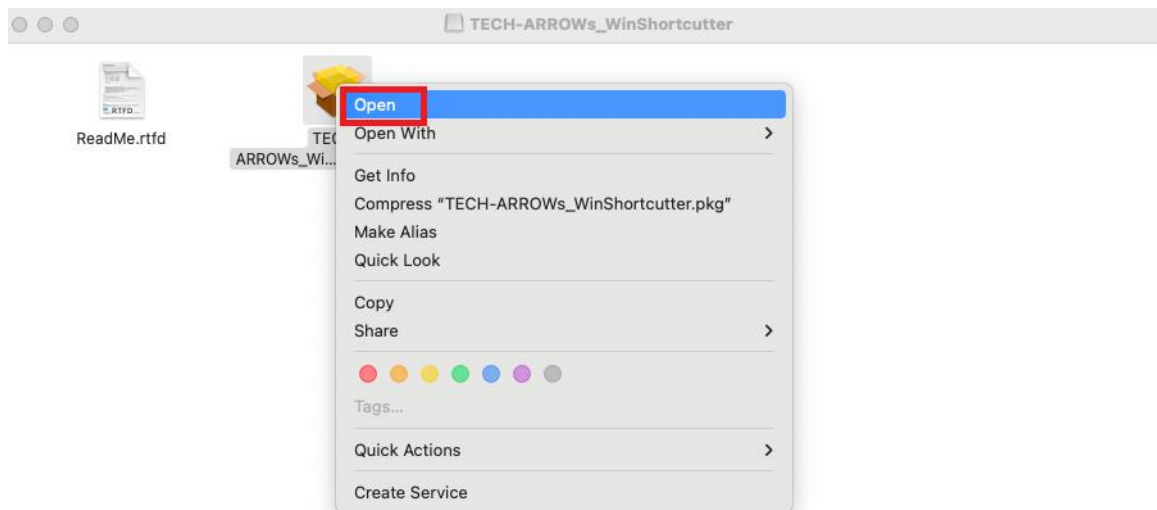 TECH-ARROWs_WinShortcutter
RTFD
ReadMe.rtfd
TEC
ARROWs_Wi...
Open
Open With
Get Info
Compress “TECH-ARROWs_WinShortcutter.pkg”
Make Alias
Quick Look
Copy
Share
Tags...
Quick Actions
Create Service